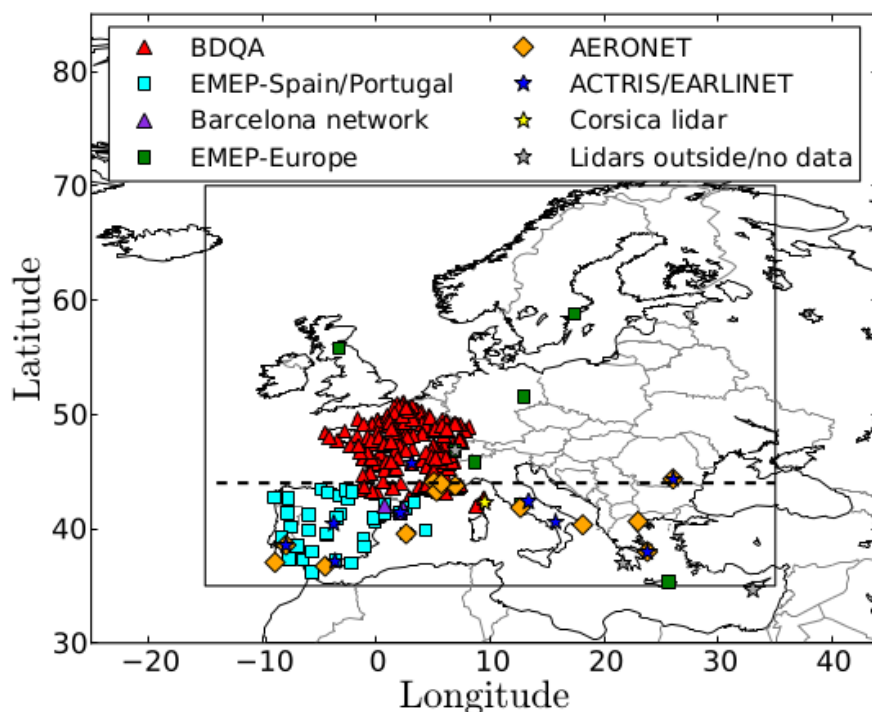 BDQA
EMEP-Spain/Portugal
Barcelona network
EMEP-Europe
AERONET
ACTRIS/EARLINET
Corsica lidar
Lidars outside/no data
80
70
60
50
40
30
Latitude
−20 −10 0 10 20 30 40
Longitude